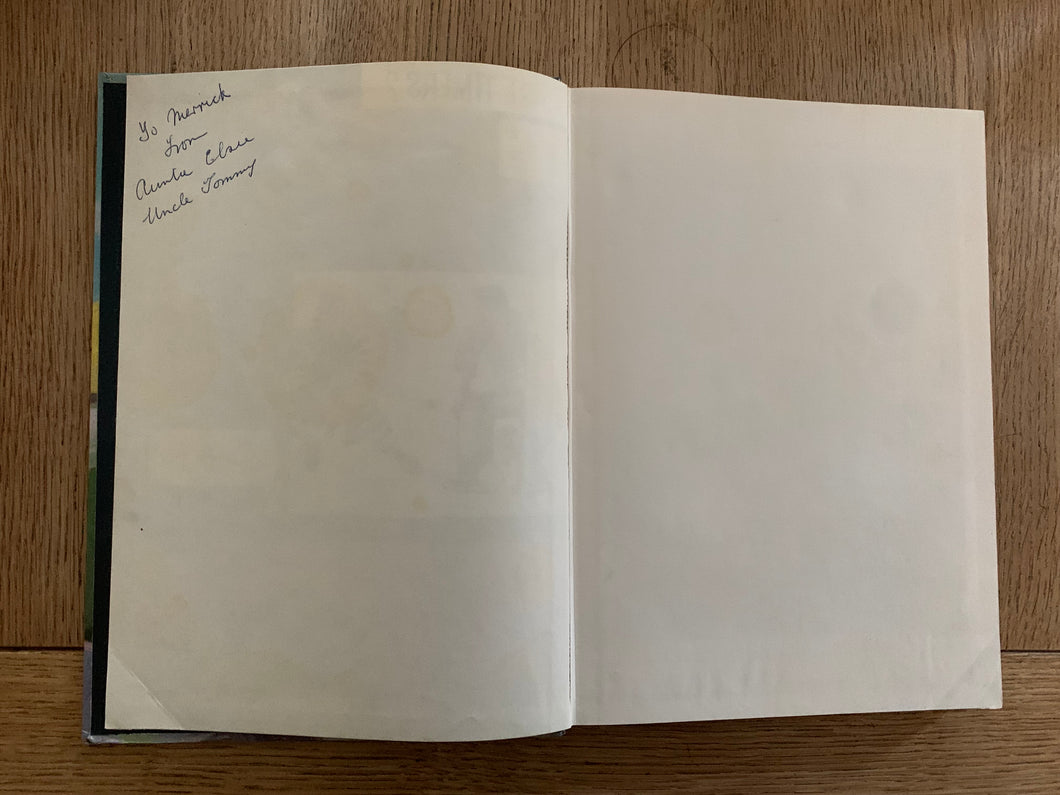 To Merrick
From
Auntie Elsie
Uncle Tommy